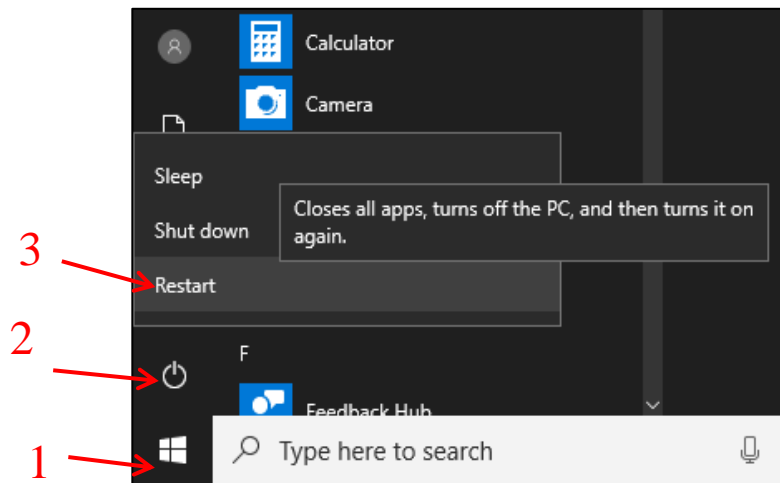 Calculator
Camera
Sleep
Closes all apps, turns off the PC, and then turns it on
again.
Shut down
3
Restart
2
F
Feedback Hub
1
Type here to search